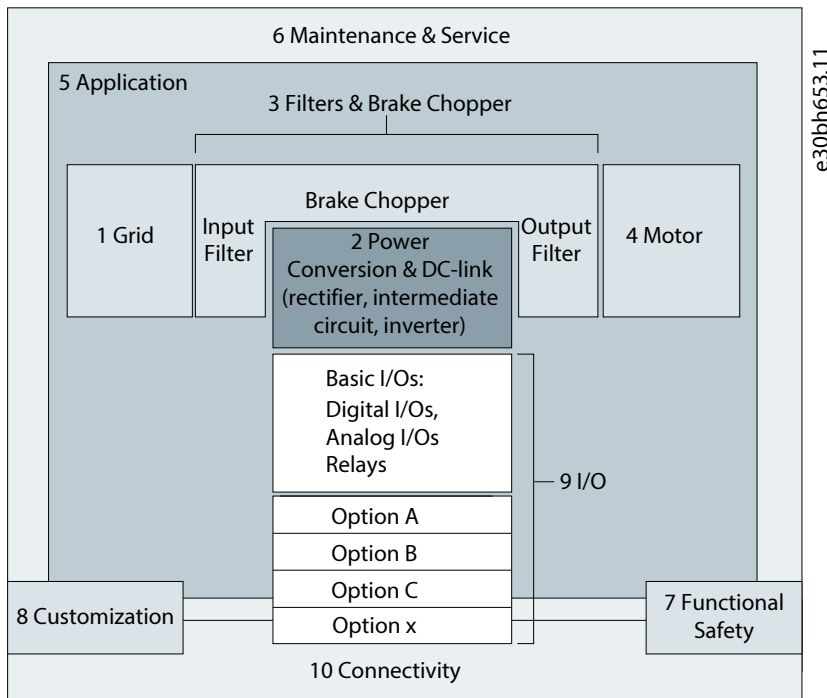 6 Maintenance & Service
5 Application
3 Filters & Brake Chopper
Brake Chopper
1 Grid
Input
Filter
2 Power
Conversion & DC-link
(rectifier, intermediate
circuit, inverter)
Output
Filter
4 Motor
Basic I/Os:
Digital I/Os,
Analog I/Os
Relays
9 I/O
Option A
Option B
Option C
Option x
8 Customization
7 Functional
Safety
10 Connectivity
e30bh653.11